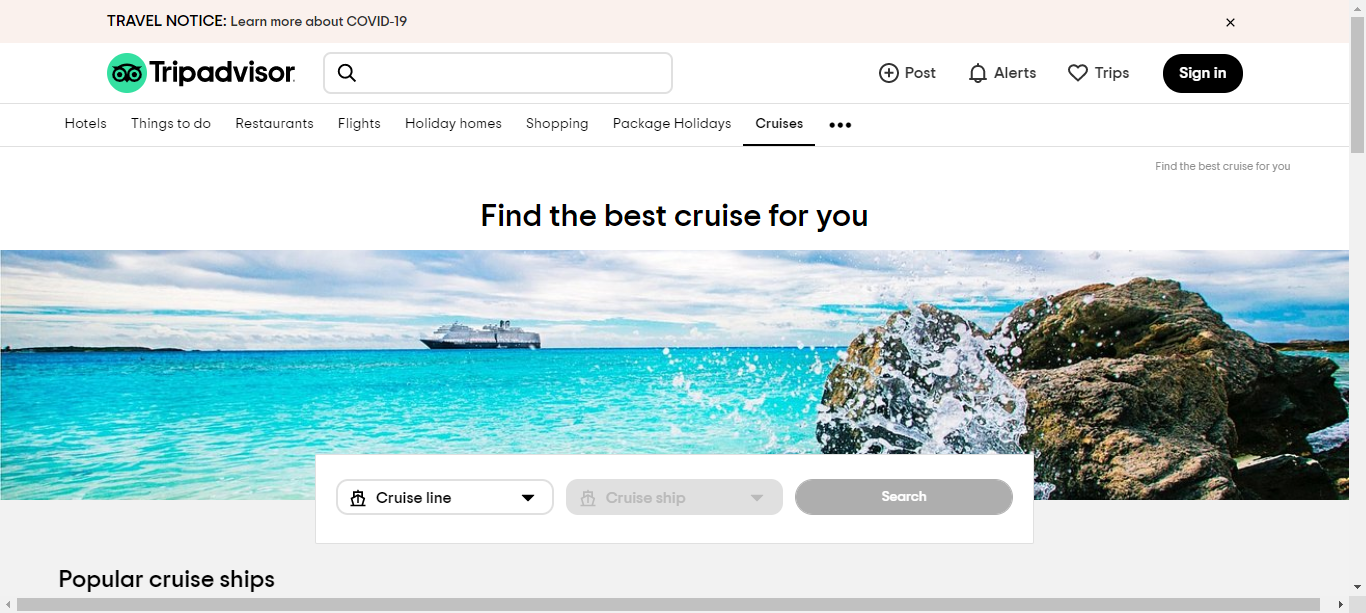 TRAVEL NOTICE: Learn more about COVID-19
Tripadvisor
Post
Alerts
Trips
Sign in
Hotels
Things to do
Restaurants
Flights
Holiday homes
Shopping
Package Holidays
Cruises
Find the best cruise for you
Find the best cruise for you
Cruise line
Cruise ship
Search
Popular cruise ships